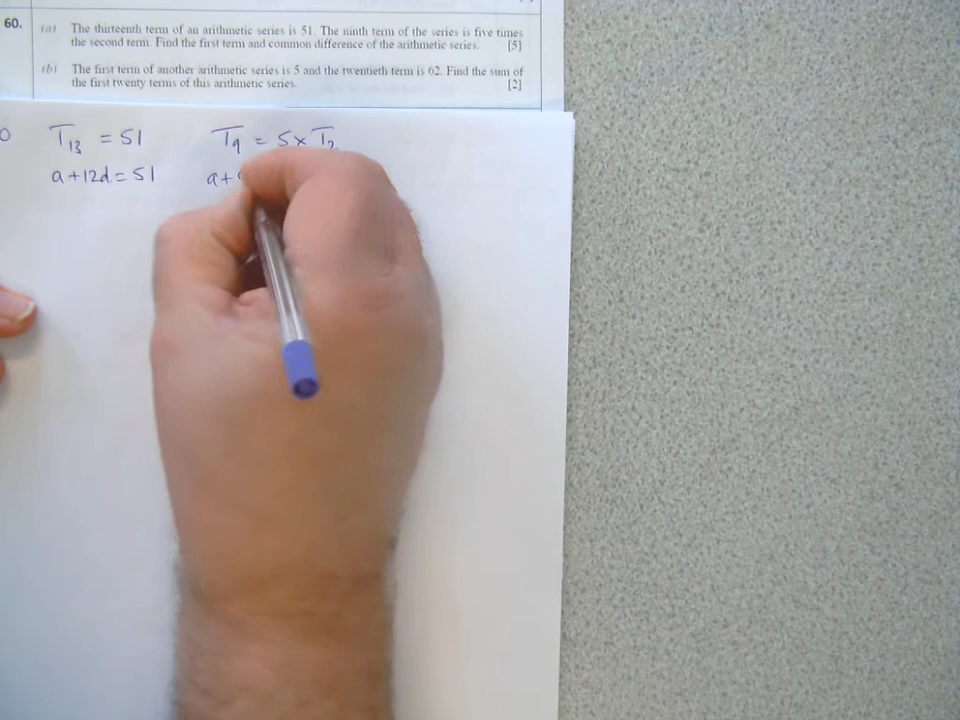 60. (a) The thirteenth term of an arithmetic series is 51. The ninth term of the series is five times
the second term. Find the first term and common difference of the arithmetic series. [5]
(b) The first term of another arithmetic series is 5 and the twentieth term is 62. Find the sum of
the first twenty terms of this arithmetic series. [2]
T₁₃ = 51 T₉ = 5 × T₂
a+12d = 51 a+